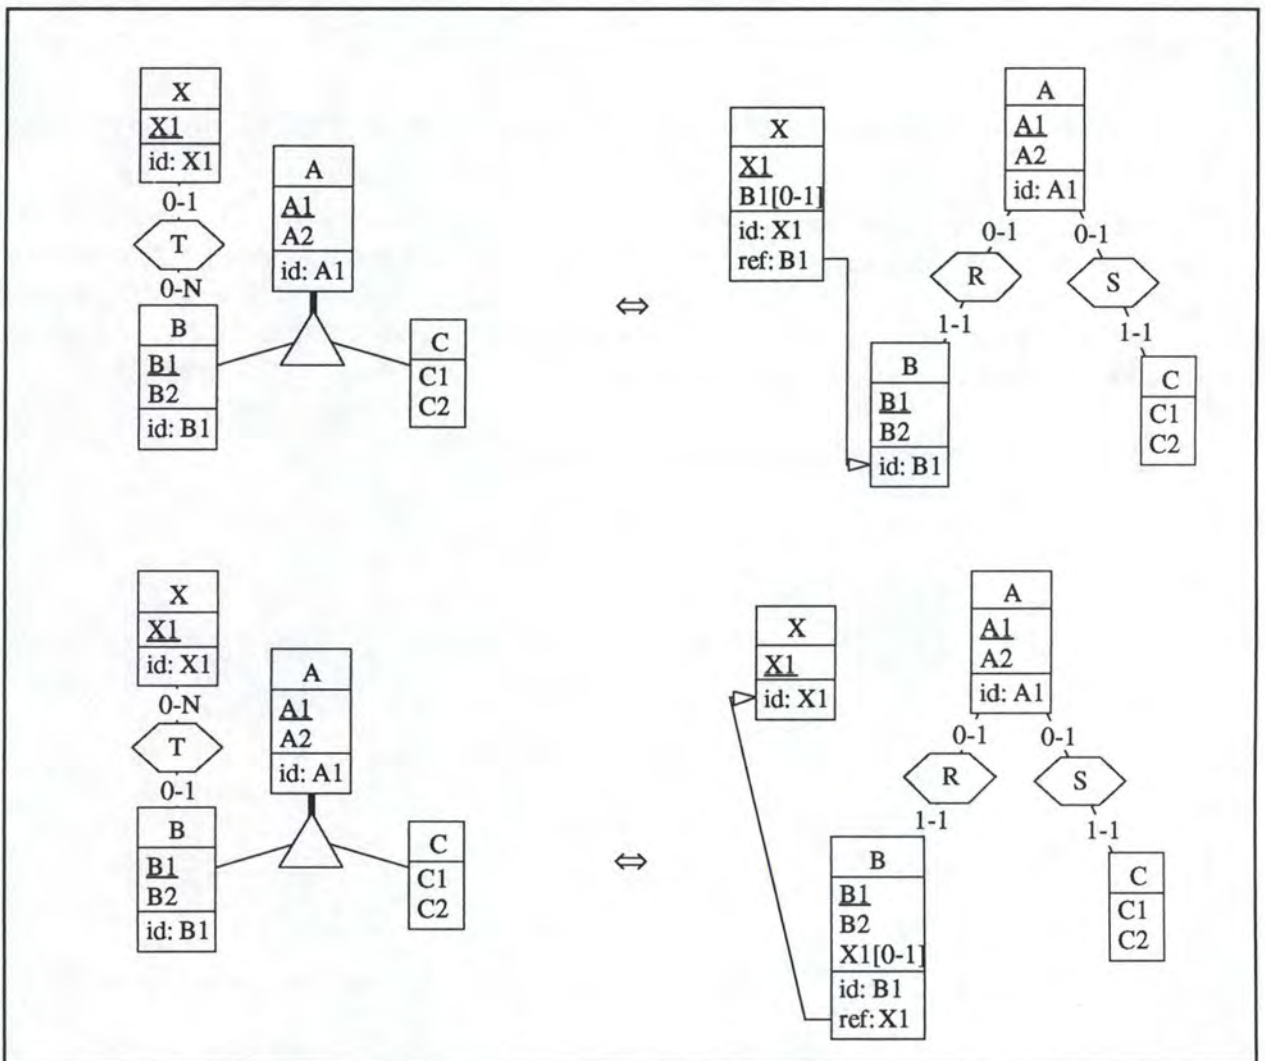 X
X1
id: X1
0-1
T
0-N
B
B1
B2
id: B1
A
A1
A2
id: A1
C
C1
C2
⇔
X
X1
B1[0-1]
id: X1
ref: B1
A
A1
A2
id: A1
0-1
0-1
R
S
1-1
1-1
B
B1
B2
id: B1
C
C1
C2
X
X1
id: X1
0-N
T
0-1
B
B1
B2
id: B1
A
A1
A2
id: A1
C
C1
C2
⇔
X
X1
id: X1
A
A1
A2
id: A1
0-1
0-1
R
S
1-1
1-1
B
B1
B2
X1[0-1]
id: B1
ref: X1
C
C1
C2